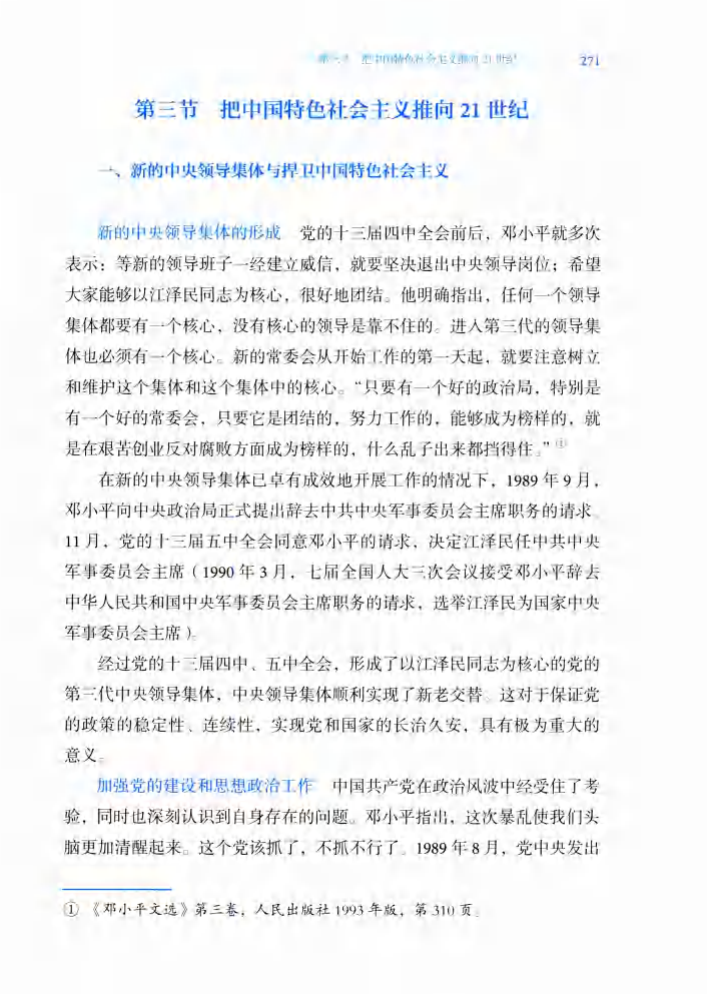 把中国特色社会主义推向 21 世纪 271
第三节 把中国特色社会主义推向 21 世纪
一、新的中央领导集体与捍卫中国特色社会主义
新的中央领导集体的形成 党的十三届四中全会前后，邓小平就多次
表示：等新的领导班子一经建立威信，就要坚决退出中央领导岗位；希望
大家能够以江泽民同志为核心，很好地团结。他明确指出，任何一个领导
集体都要有一个核心，没有核心的领导是靠不住的。进入第三代的领导集
体也必须有一个核心。新的常委会从开始工作的第一天起，就要注意树立
和维护这个集体和这个集体中的核心。“只要有一个好的政治局，特别是
有一个好的常委会，只要它是团结的，努力工作的，能够成为榜样的，就
是在艰苦创业反对腐败方面成为榜样的，什么乱子出来都挡得住。”①
在新的中央领导集体已卓有成效地开展工作的情况下，1989 年 9 月，
邓小平向中央政治局正式提出辞去中共中央军事委员会主席职务的请求。
11 月，党的十三届五中全会同意邓小平的请求，决定江泽民任中共中央
军事委员会主席（1990 年 3 月，七届全国人大三次会议接受邓小平辞去
中华人民共和国中央军事委员会主席职务的请求，选举江泽民为国家中央
军事委员会主席）。
经过党的十三届四中、五中全会，形成了以江泽民同志为核心的党的
第三代中央领导集体，中央领导集体顺利实现了新老交替。这对于保证党
的政策的稳定性、连续性，实现党和国家的长治久安，具有极为重大的
意义。
加强党的建设和思想政治工作 中国共产党在政治风波中经受住了考
验，同时也深刻认识到自身存在的问题。邓小平指出，这次暴乱使我们头
脑更加清醒起来。这个党该抓了，不抓不行了。1989 年 8 月，党中央发出
① 《邓小平文选》第三卷，人民出版社 1993 年版，第 310 页。